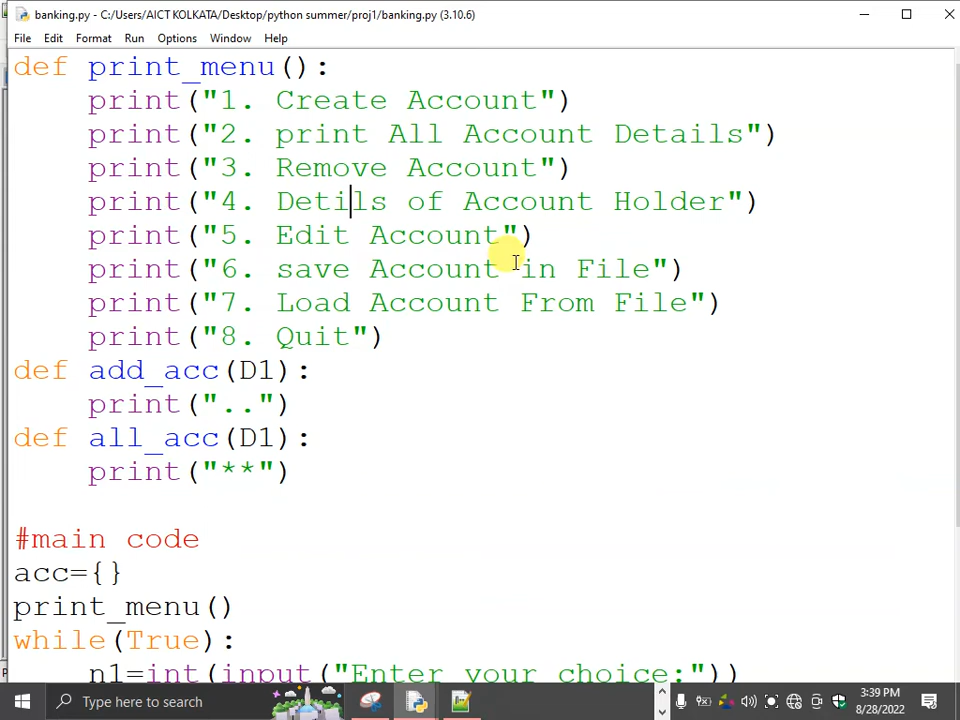 banking.py - C:/Users/AICT KOLKATA/Desktop/python summer/proj1/banking.py (3.10.6)
File Edit Format Run Options Window Help
def print_menu():
    print("1. Create Account")
    print("2. print All Account Details")
    print("3. Remove Account")
    print("4. Detils of Account Holder")
    print("5. Edit Account")
    print("6. save Account in File")
    print("7. Load Account From File")
    print("8. Quit")
def add_acc(D1):
    print("..")
def all_acc(D1):
    print("**")
#main code
acc={}
print_menu()
while(True):
    n1=int(input("Enter your choice:"))
Type here to search
3:39 PM
8/28/2022